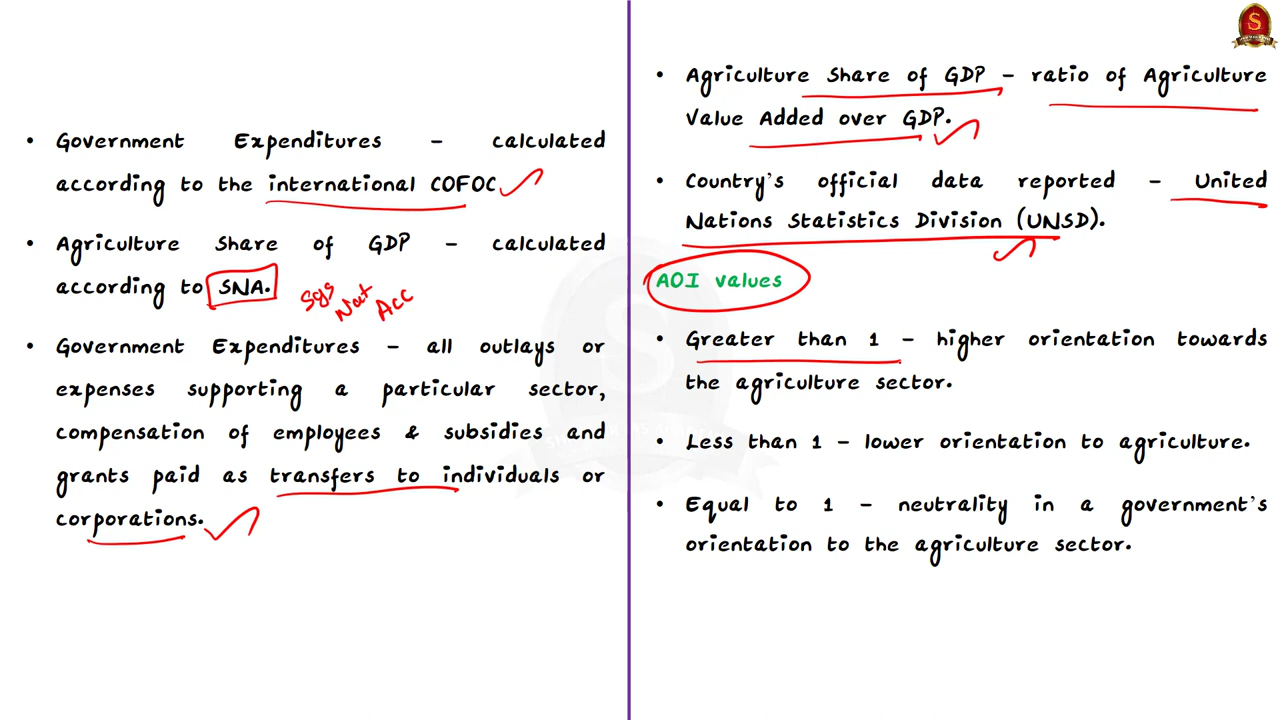 Government Expenditures – calculated
according to the international COFOC
• Agriculture Share of GDP – calculated
according to SNA.
Sys Nat Acc
• Government Expenditures – all outlays or
expenses supporting a particular sector,
compensation of employees & subsidies and
grants paid as transfers to individuals or
corporations.
• Agriculture Share of GDP – ratio of Agriculture
Value Added over GDP.
• Country's official data reported – United
Nations Statistics Division (UNSD).
AOI values
• Greater than 1 – higher orientation towards
the agriculture sector.
• Less than 1 – lower orientation to agriculture.
• Equal to 1 – neutrality in a government's
orientation to the agriculture sector.
S